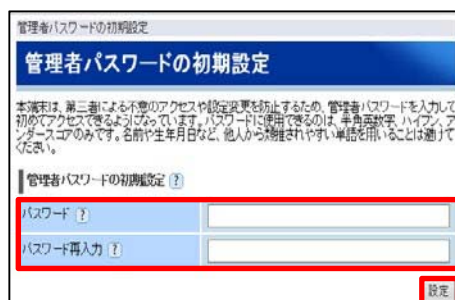 管理者パスワードの初期設定
管理者パスワードの初期設定
本端末は、第三者による不意のアクセスや設定変更を防止するため、管理者パスワードを入力して
初めてアクセスできるようになっています。パスワードに使用できるのは、半角英数字、ハイフン、ア
ンダースコアのみです。名前や生年月日など、他人から類推されやすい単語を用いることは避けて
ください。
管理者パスワードの初期設定 ?
パスワード ?
パスワード再入力 ?
設定